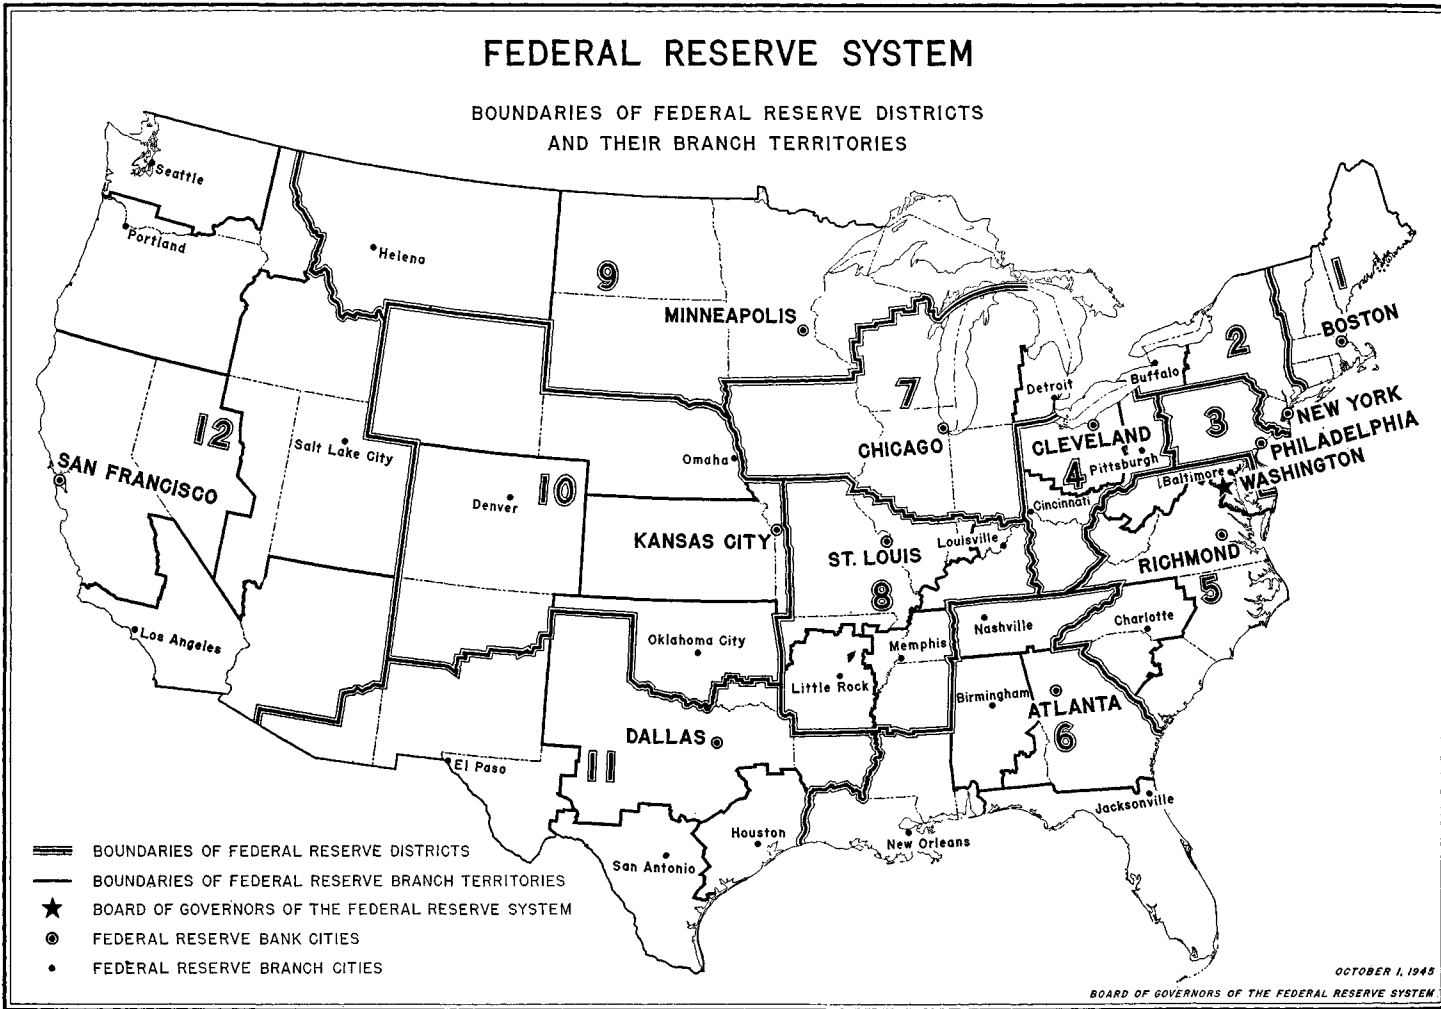 FEDERAL RESERVE SYSTEM
BOUNDARIES OF FEDERAL RESERVE DISTRICTS
AND THEIR BRANCH TERRITORIES
Seattle
Portland
Helena
9
MINNEAPOLIS
1
BOSTON
2
Buffalo
Detroit
7
CHICAGO
3
NEW YORK
PHILADELPHIA
WASHINGTON
CLEVELAND
4
Pittsburgh
Baltimore
Cincinnati
12
SAN FRANCISCO
Salt Lake City
Omaha
Denver
10
KANSAS CITY
ST. LOUIS
8
Louisville
RICHMOND
5
Charlotte
Los Angeles
Oklahoma City
Memphis
Nashville
Little Rock
Birmingham
ATLANTA
6
DALLAS
11
El Paso
Houston
San Antonio
New Orleans
Jacksonville
BOUNDARIES OF FEDERAL RESERVE DISTRICTS
BOUNDARIES OF FEDERAL RESERVE BRANCH TERRITORIES
BOARD OF GOVERNORS OF THE FEDERAL RESERVE SYSTEM
FEDERAL RESERVE BANK CITIES
FEDERAL RESERVE BRANCH CITIES
OCTOBER 1, 1945
BOARD OF GOVERNORS OF THE FEDERAL RESERVE SYSTEM